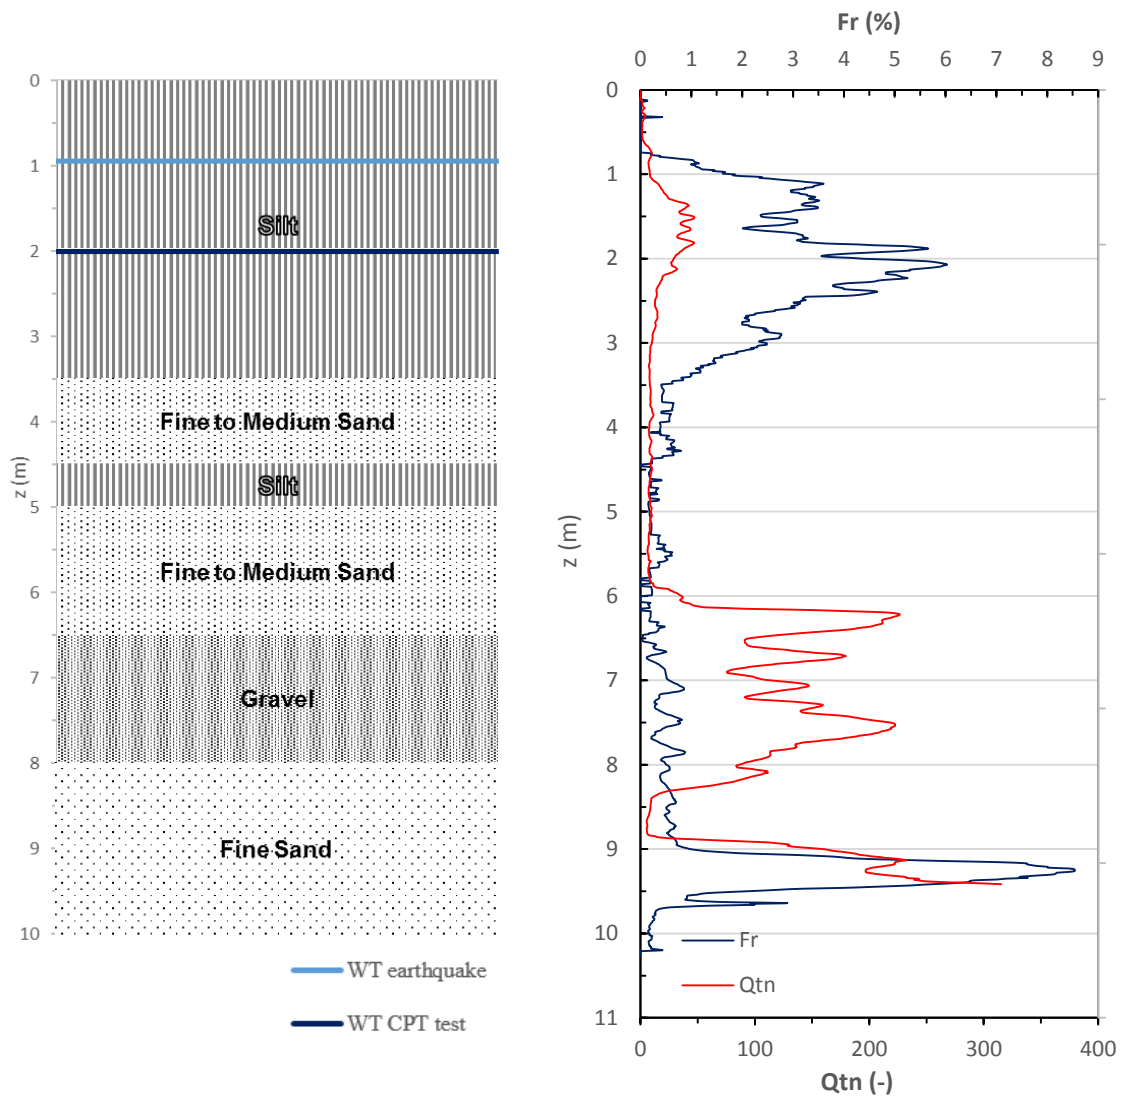 Fr (%)
0 1 2 3 4 5 6 7 8 9
0
1
2
3
4
5
6
7
8
9
10
z (m)
Silt
Fine to Medium Sand
Silt
Fine to Medium Sand
Gravel
Fine Sand
WT earthquake
WT CPT test
0
1
2
3
4
5
6
7
8
9
10
11
z (m)
Fr
Qtn
0 100 200 300 400
Qtn (-)